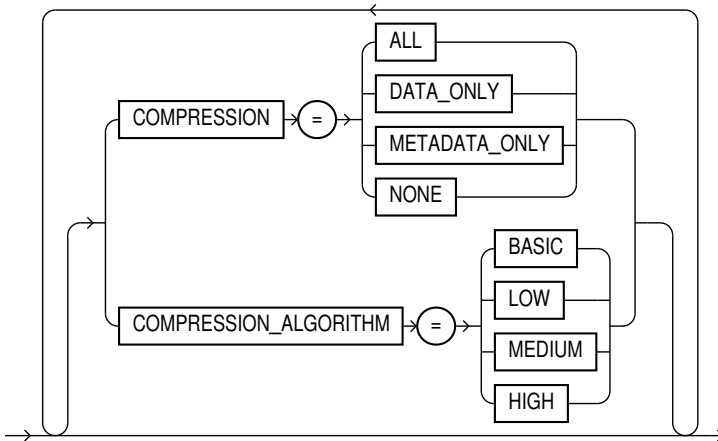 ALL
DATA_ONLY
COMPRESSION =
METADATA_ONLY
NONE
BASIC
LOW
COMPRESSION_ALGORITHM =
MEDIUM
HIGH